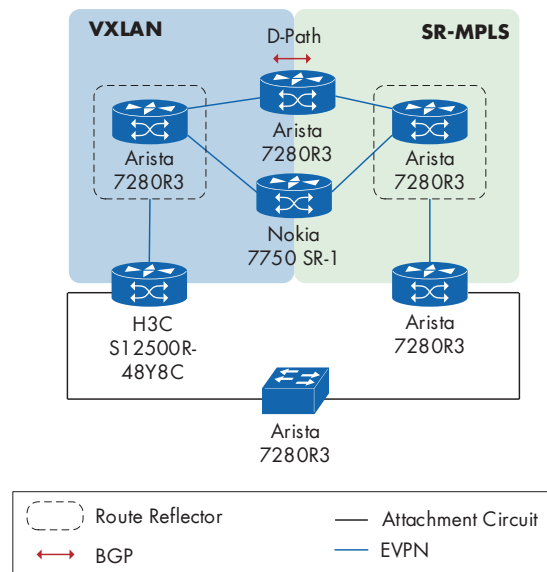 VXLAN
SR-MPLS
D-Path
Arista
7280R3
Arista
7280R3
Arista
7280R3
Nokia
7750 SR-1
H3C
S12500R-
48Y8C
Arista
7280R3
Arista
7280R3
Route Reflector
Attachment Circuit
BGP
EVPN